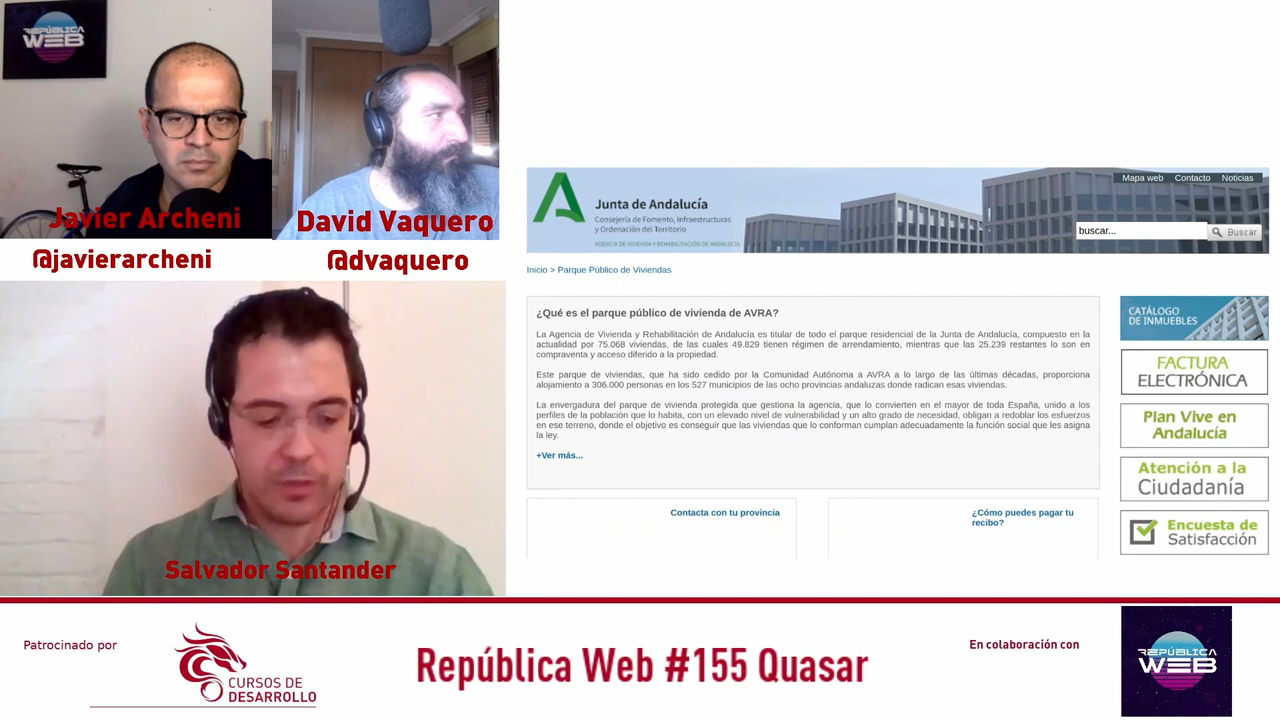 REPÚBLICA
WEB
Javier Archeni
@javierarcheni
David Vaquero
@dvaquero
Salvador Santander
Mapa web Contacto Noticias
Junta de Andalucía
Consejería de Fomento, Infraestructuras
y Ordenación del Territorio
AGENCIA DE VIVIENDA Y REHABILITACIÓN DE ANDALUCÍA
buscar...
Buscar
Inicio > Parque Público de Viviendas
¿Qué es el parque público de vivienda de AVRA?
La Agencia de Vivienda y Rehabilitación de Andalucía es titular de todo el parque residencial de la Junta de Andalucía, compuesto en la
actualidad por 75.068 viviendas, de las cuales 49.829 tienen régimen de arrendamiento, mientras que las 25.239 restantes lo son en
compraventa y acceso diferido a la propiedad.
Este parque de viviendas, que ha sido cedido por la Comunidad Autónoma a AVRA a lo largo de las últimas décadas, proporciona
alojamiento a 306.000 personas en los 527 municipios de las ocho provincias andaluzas donde radican esas viviendas.
La envergadura del parque de vivienda protegida que gestiona la agencia, que lo convierten en el mayor de toda España, unido a los
perfiles de la población que lo habita, con un elevado nivel de vulnerabilidad y un alto grado de necesidad, obligan a redoblar los esfuerzos
en ese terreno, donde el objetivo es conseguir que las viviendas que lo conforman cumplan adecuadamente la función social que les asigna
la ley.
+Ver más...
Contacta con tu provincia
¿Cómo puedes pagar tu
recibo?
CATÁLOGO
DE INMUEBLES
FACTURA
ELECTRÓNICA
Plan Vive en
Andalucía
Atención a la
Ciudadanía
Encuesta de
Satisfacción
Patrocinado por
CURSOS DE
DESARROLLO
República Web #155 Quasar
En colaboración con
REPÚBLICA
WEB